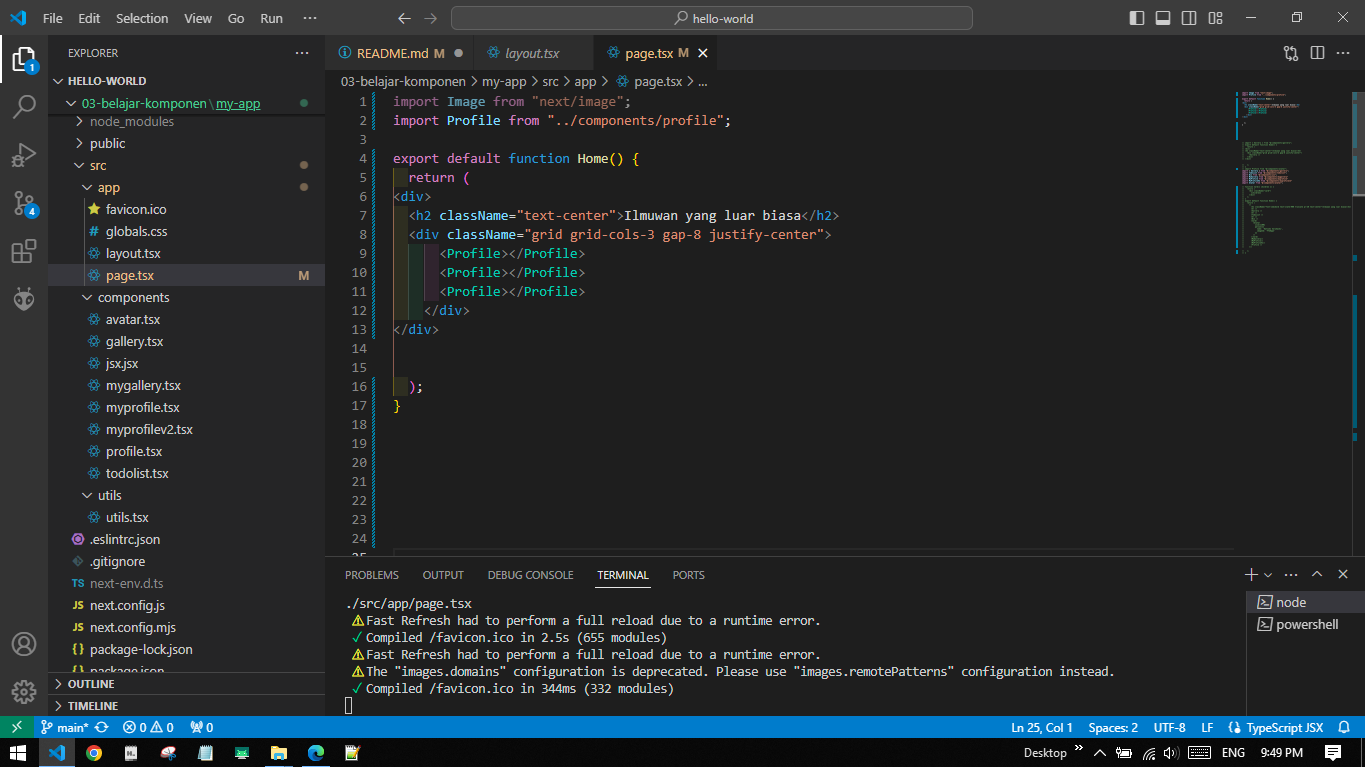 File Edit Selection View Go Run ··· hello-world
EXPLORER ···
HELLO-WORLD
03-belajar-komponen\my-app
node_modules
public
src
app
favicon.ico
# globals.css
layout.tsx
page.tsx M
components
avatar.tsx
gallery.tsx
jsx.jsx
mygallery.tsx
myprofile.tsx
myprofilev2.tsx
profile.tsx
todolist.tsx
utils
utils.tsx
.eslintrc.json
.gitignore
TS next-env.d.ts
JS next.config.js
JS next.config.mjs
{} package-lock.json
{} package.json
OUTLINE
TIMELINE
1
4
README.md M layout.tsx page.tsx M
03-belajar-komponen > my-app > src > app > page.tsx > ...
1 import Image from "next/image";
2 import Profile from "../components/profile";
3
4 export default function Home() {
5 return (
6 <div>
7 <h2 className="text-center">Ilmuwan yang luar biasa</h2>
8 <div className="grid grid-cols-3 gap-8 justify-center">
9 <Profile></Profile>
10 <Profile></Profile>
11 <Profile></Profile>
12 </div>
13 </div>
14
15
16 );
17 }
18
19
20
21
22
23
24
25
PROBLEMS OUTPUT DEBUG CONSOLE TERMINAL PORTS
./src/app/page.tsx
⚠ Fast Refresh had to perform a full reload due to a runtime error.
✓ Compiled /favicon.ico in 2.5s (655 modules)
⚠ Fast Refresh had to perform a full reload due to a runtime error.
⚠ The "images.domains" configuration is deprecated. Please use "images.remotePatterns" configuration instead.
✓ Compiled /favicon.ico in 344ms (332 modules)
node
powershell
main* 0 0 0 Ln 25, Col 1 Spaces: 2 UTF-8 LF {} TypeScript JSX
Desktop » ENG 9:49 PM